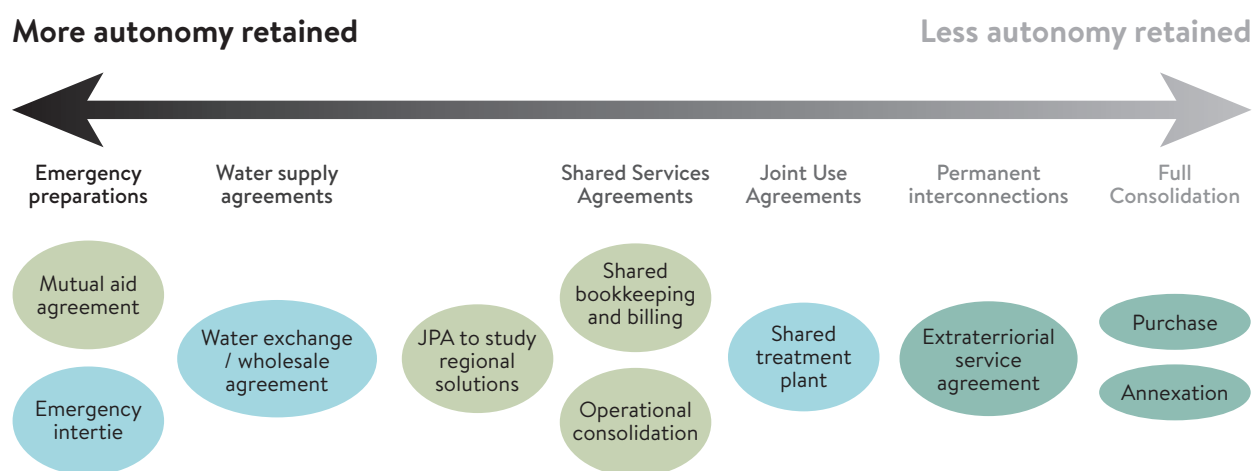 More autonomy retained
Less autonomy retained
Emergency
preparations
Water supply
agreements
Shared Services
Agreements
Joint Use
Agreements
Permanent
interconnections
Full
Consolidation
Mutual aid
agreement
Emergency
intertie
Water exchange
/ wholesale
agreement
JPA to study
regional
solutions
Shared
bookkeeping
and billing
Operational
consolidation
Shared
treatment
plant
Extraterriorial
service
agreement
Purchase
Annexation